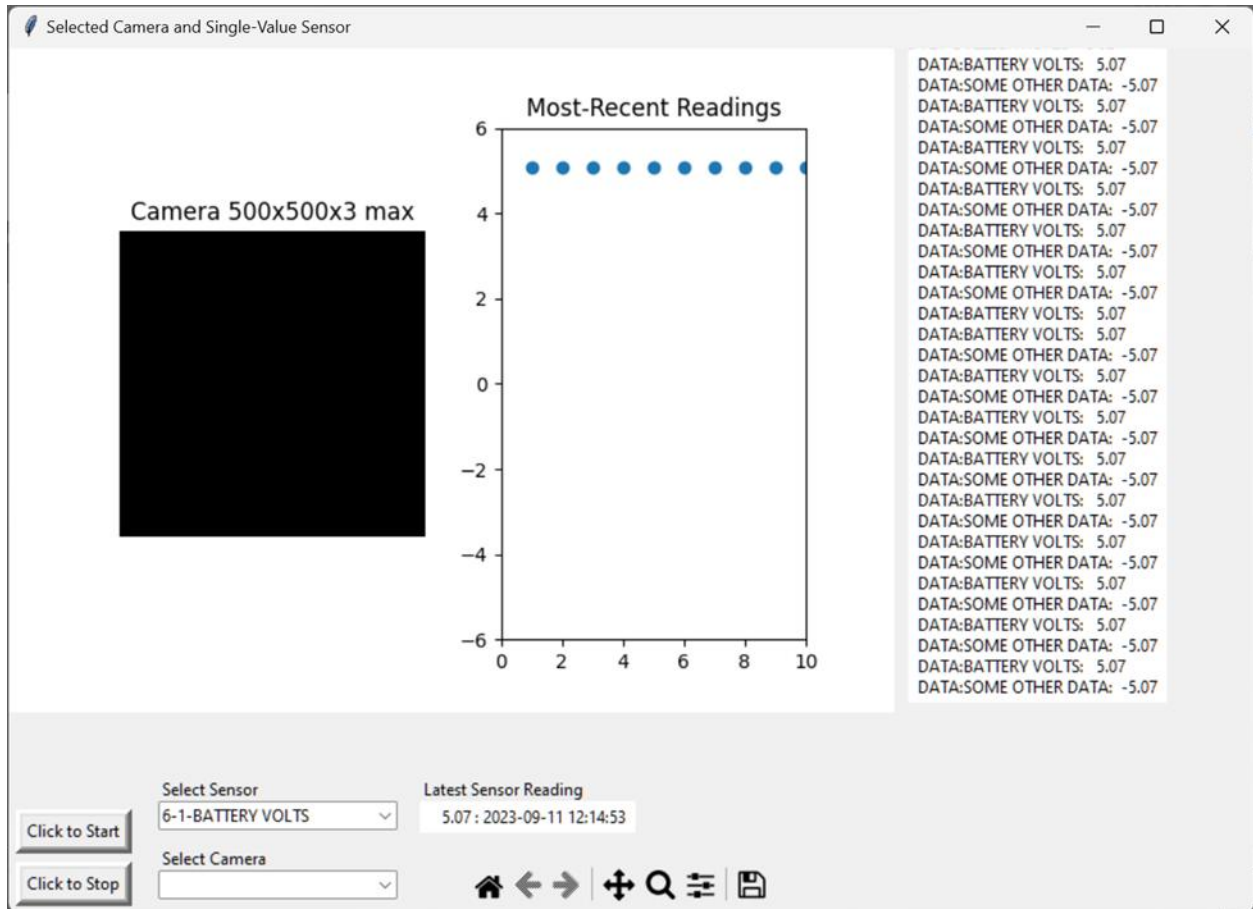 Selected Camera and Single-Value Sensor
Camera 500x500x3 max
Most-Recent Readings
6
4
2
0
−2
−4
−6
0 2 4 6 8 10
DATA:BATTERY VOLTS: 5.07
DATA:SOME OTHER DATA: -5.07
DATA:BATTERY VOLTS: 5.07
DATA:SOME OTHER DATA: -5.07
DATA:BATTERY VOLTS: 5.07
DATA:SOME OTHER DATA: -5.07
DATA:BATTERY VOLTS: 5.07
DATA:SOME OTHER DATA: -5.07
DATA:BATTERY VOLTS: 5.07
DATA:SOME OTHER DATA: -5.07
DATA:BATTERY VOLTS: 5.07
DATA:SOME OTHER DATA: -5.07
DATA:BATTERY VOLTS: 5.07
DATA:BATTERY VOLTS: 5.07
DATA:SOME OTHER DATA: -5.07
DATA:BATTERY VOLTS: 5.07
DATA:SOME OTHER DATA: -5.07
DATA:BATTERY VOLTS: 5.07
DATA:SOME OTHER DATA: -5.07
DATA:BATTERY VOLTS: 5.07
DATA:SOME OTHER DATA: -5.07
DATA:BATTERY VOLTS: 5.07
DATA:SOME OTHER DATA: -5.07
DATA:BATTERY VOLTS: 5.07
DATA:SOME OTHER DATA: -5.07
DATA:BATTERY VOLTS: 5.07
DATA:SOME OTHER DATA: -5.07
DATA:BATTERY VOLTS: 5.07
DATA:SOME OTHER DATA: -5.07
DATA:BATTERY VOLTS: 5.07
DATA:SOME OTHER DATA: -5.07
Select Sensor
6-1-BATTERY VOLTS
Latest Sensor Reading
5.07 : 2023-09-11 12:14:53
Click to Start
Select Camera
Click to Stop